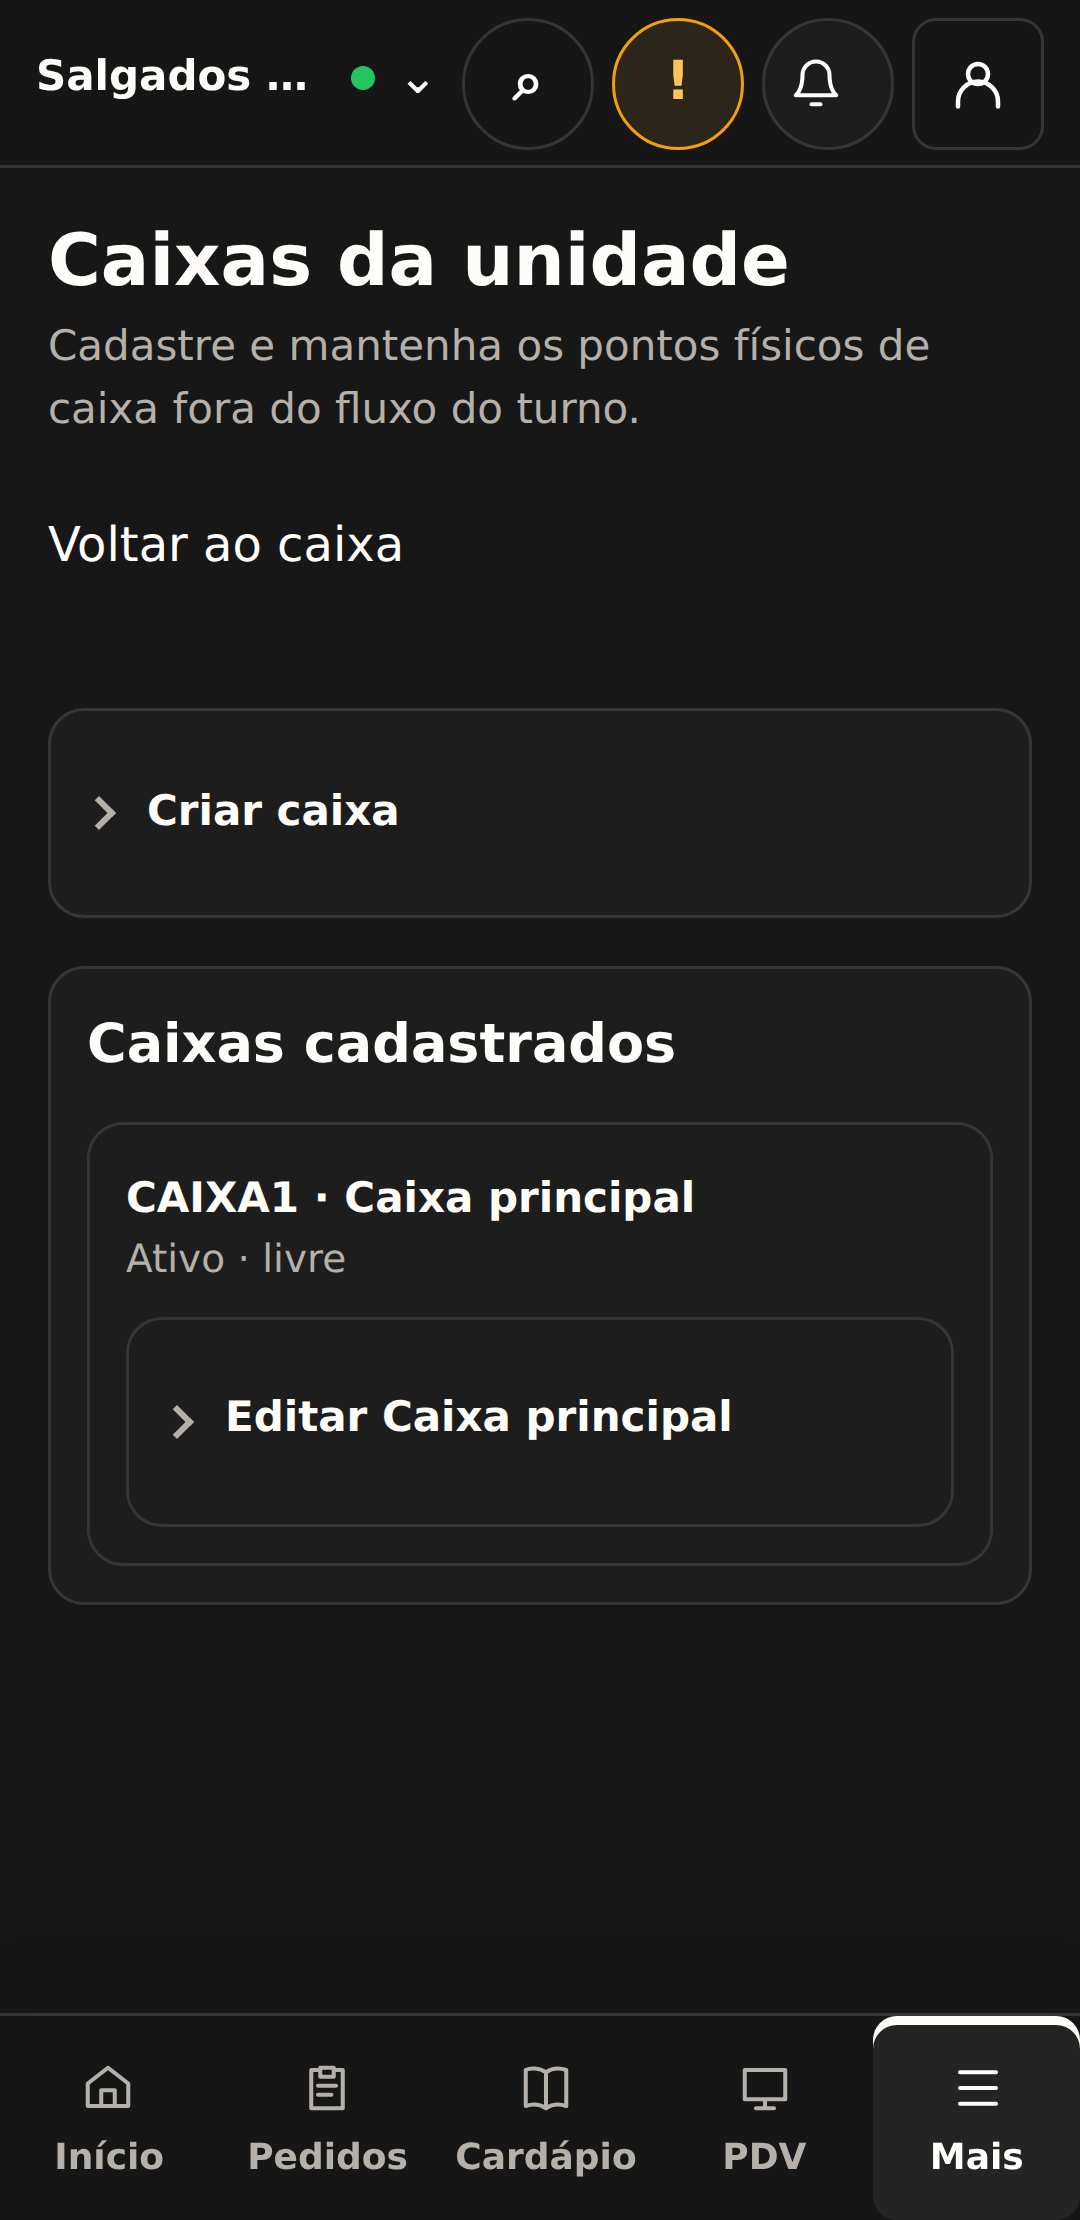 Salgados ...
!
Caixas da unidade
Cadastre e mantenha os pontos físicos de
caixa fora do fluxo do turno.
Voltar ao caixa
Criar caixa
Caixas cadastrados
CAIXA1 · Caixa principal
Ativo · livre
Editar Caixa principal
Início
Pedidos
Cardápio
PDV
Mais